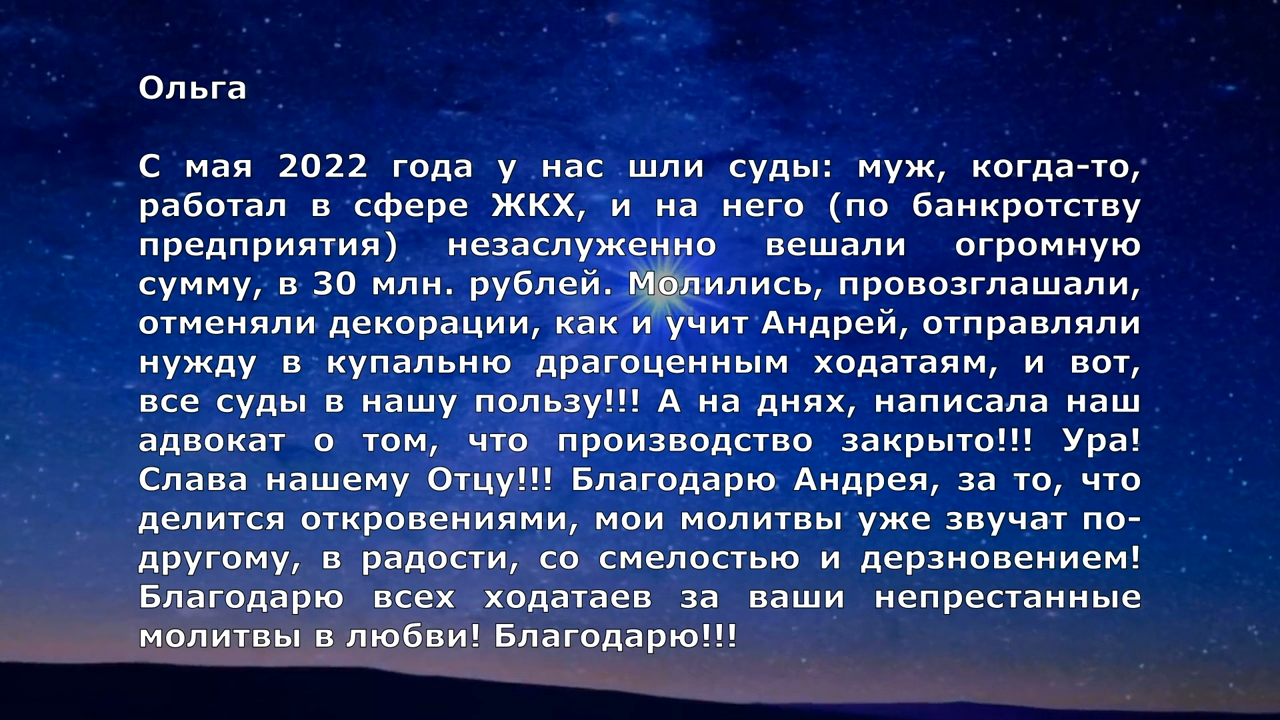 Ольга
С мая 2022 года у нас шли суды: муж, когда-то,
работал в сфере ЖКХ, и на него (по банкротству
предприятия) незаслуженно вешали огромную
сумму, в 30 млн. рублей. Молились, провозглашали,
отменяли декорации, как и учит Андрей, отправляли
нужду в купальню драгоценным ходатаям, и вот,
все суды в нашу пользу!!! А на днях, написала наш
адвокат о том, что производство закрыто!!! Ура!
Слава нашему Отцу!!! Благодарю Андрея, за то, что
делится откровениями, мои молитвы уже звучат по-
другому, в радости, со смелостью и дерзновением!
Благодарю всех ходатаев за ваши непрестанные
молитвы в любви! Благодарю!!!